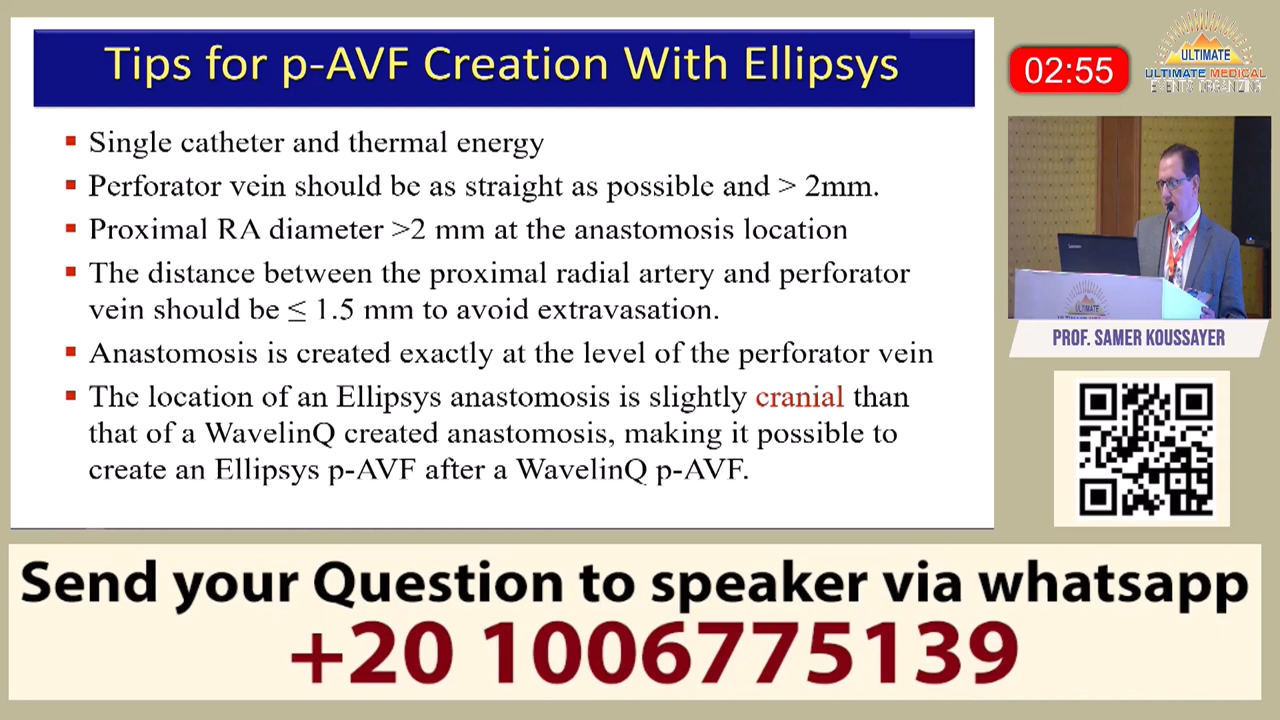 Tips for p-AVF Creation With Ellipsys
Single catheter and thermal energy
Perforator vein should be as straight as possible and > 2mm.
Proximal RA diameter >2 mm at the anastomosis location
The distance between the proximal radial artery and perforator
vein should be ≤ 1.5 mm to avoid extravasation.
Anastomosis is created exactly at the level of the perforator vein
The location of an Ellipsys anastomosis is slightly cranial than
that of a WavelinQ created anastomosis, making it possible to
create an Ellipsys p-AVF after a WavelinQ p-AVF.
02:55
ULTIMATE
ULTIMATE MEDICAL
EVENTS ORGANIZING
PROF. SAMER KOUSSAYER
Send your Question to speaker via whatsapp
+20 1006775139